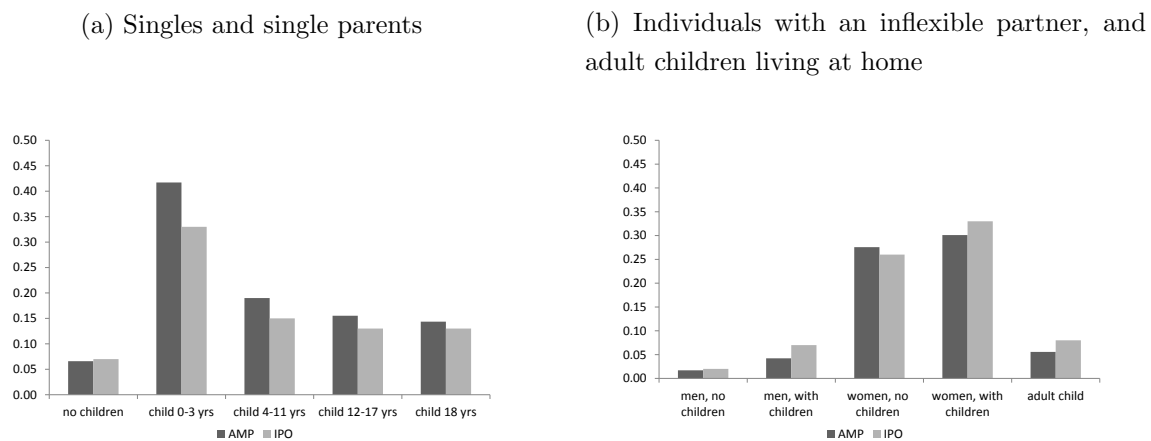 (a) Singles and single parents
0.50
0.45
0.40
0.35
0.30
0.25
0.20
0.15
0.10
0.05
0.00
no children child 0-3 yrs child 4-11 yrs child 12-17 yrs child 18 yrs
AMP IPO
(b) Individuals with an inflexible partner, and
adult children living at home
0.50
0.45
0.40
0.35
0.30
0.25
0.20
0.15
0.10
0.05
0.00
men, no men, with women, no women, with adult child
children children children children
AMP IPO